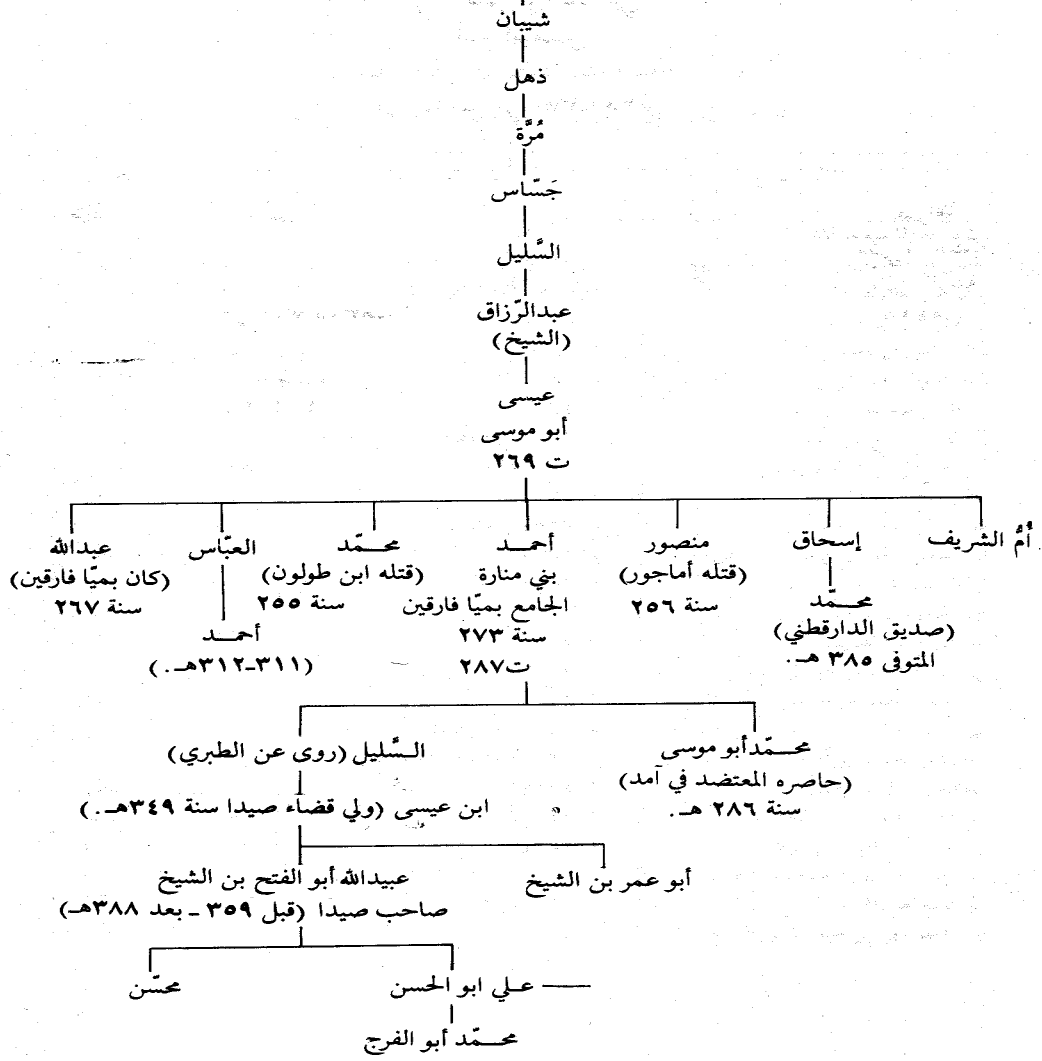 شيبان
ذهل
مُرَّة
جَسّاس
السَّليل
عبدالرّزاق
(الشيخ)
عيسى
أبو موسى
ت ٢٦٩
أُمُّ الشريف
إسحاق
محمّد
(صديق الدارقطني)
المتوفى ٣٨٥ هـ.
منصور
(قتله أماجور)
سنة ٢٥٦
أحمد
بني منارة
الجامع بميّا فارقين
سنة ٢٧٣
ت٢٨٧
محمّد
(قتله ابن طولون)
سنة ٢٥٥
العبّاس
أحمد
(٣١١-٣١٢هـ.)
عبدالله
(كان بميّا فارقين)
سنة ٢٦٧
محمّد أبو موسى
(حاصره المعتضد في آمد)
سنة ٢٨٦ هـ.
السَّليل (روى عن الطبري)
ابن عيسى (ولي قضاء صيدا سنة ٣٤٩هـ.)
أبو عمر بن الشيخ
عبيدالله أبو الفتح بن الشيخ
صاحب صيدا (قبل ٣٥٩ - بعد ٣٨٨هـ)
علي ابو الحسن
محسّن
محمّد أبو الفرج